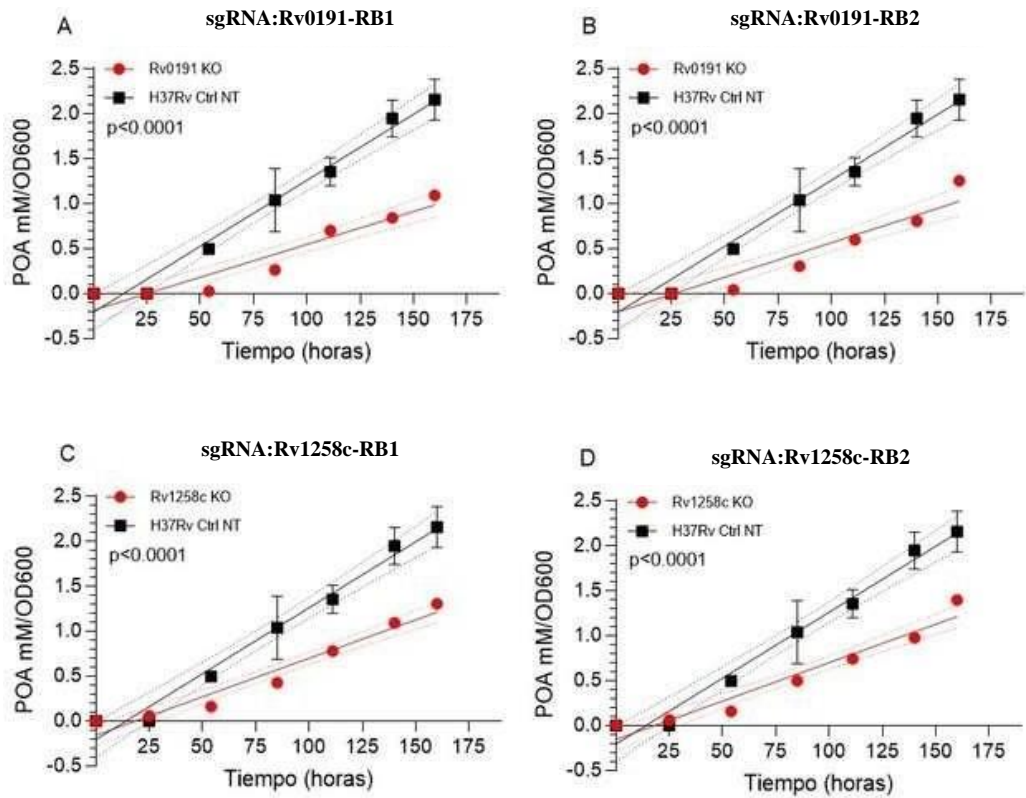 A
sgRNA:Rv0191-RB1
Rv0191 KO
H37Rv Ctrl NT
p<0.0001
POA mM/OD600
2.5
2.0
1.5
1.0
0.5
0.0
-0.5
25 50 75 100 125 150 175
Tiempo (horas)
B
sgRNA:Rv0191-RB2
Rv0191 KO
H37Rv Ctrl NT
p<0.0001
POA mM/OD600
2.5
2.0
1.5
1.0
0.5
0.0
-0.5
25 50 75 100 125 150 175
Tiempo (horas)
C
sgRNA:Rv1258c-RB1
Rv1258c KO
H37Rv Ctrl NT
p<0.0001
POA mM/OD600
2.5
2.0
1.5
1.0
0.5
0.0
-0.5
25 50 75 100 125 150 175
Tiempo (horas)
D
sgRNA:Rv1258c-RB2
Rv1258c KO
H37Rv Ctrl NT
p<0.0001
POA mM/OD600
2.5
2.0
1.5
1.0
0.5
0.0
-0.5
25 50 75 100 125 150 175
Tiempo (horas)